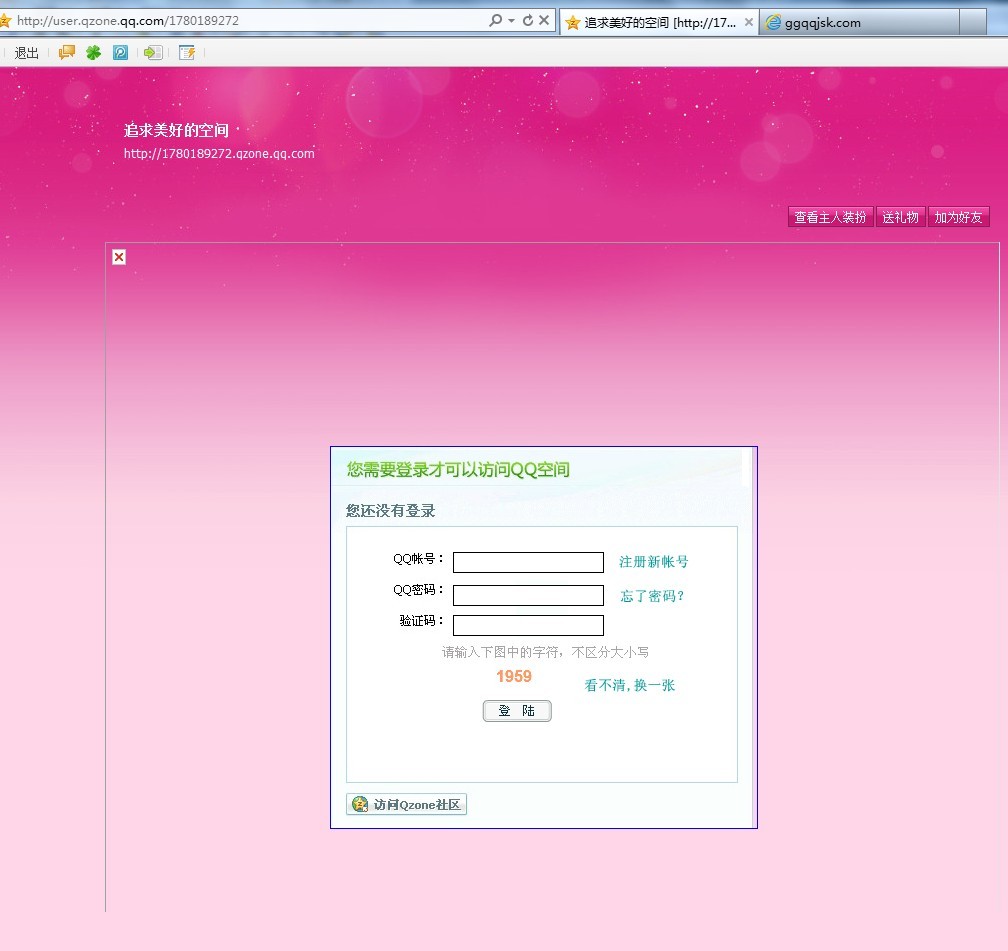 http://user.qzone.qq.com/1780189272
追求美好的空间 [http://17...
ggqqjsk.com
退出
追求美好的空间
http://1780189272.qzone.qq.com
查看主人装扮 送礼物 加为好友
您需要登录才可以访问QQ空间
您还没有登录
QQ帐号： 注册新帐号
QQ密码： 忘了密码？
验证码：
请输入下图中的字符，不区分大小写
1959
看不清,换一张
登 陆
访问Qzone社区